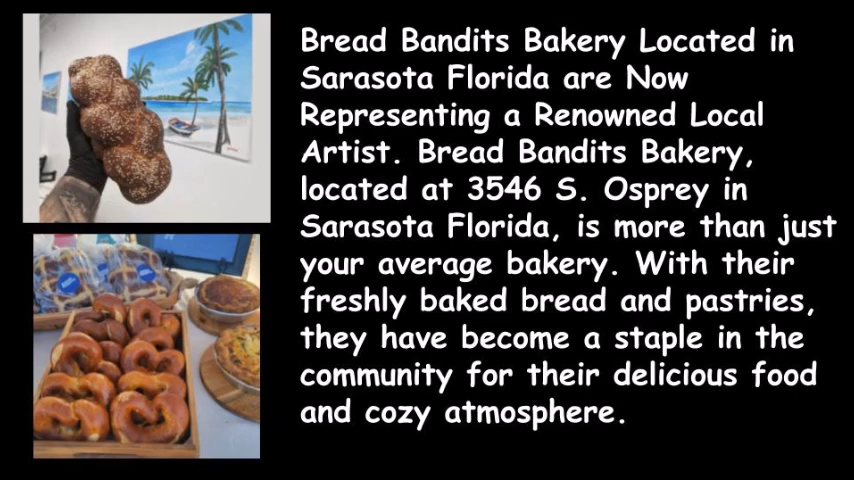 Bread Bandits Bakery Located in
Sarasota Florida are Now
Representing a Renowned Local
Artist. Bread Bandits Bakery,
located at 3546 S. Osprey in
Sarasota Florida, is more than just
your average bakery. With their
freshly baked bread and pastries,
they have become a staple in the
community for their delicious food
and cozy atmosphere.